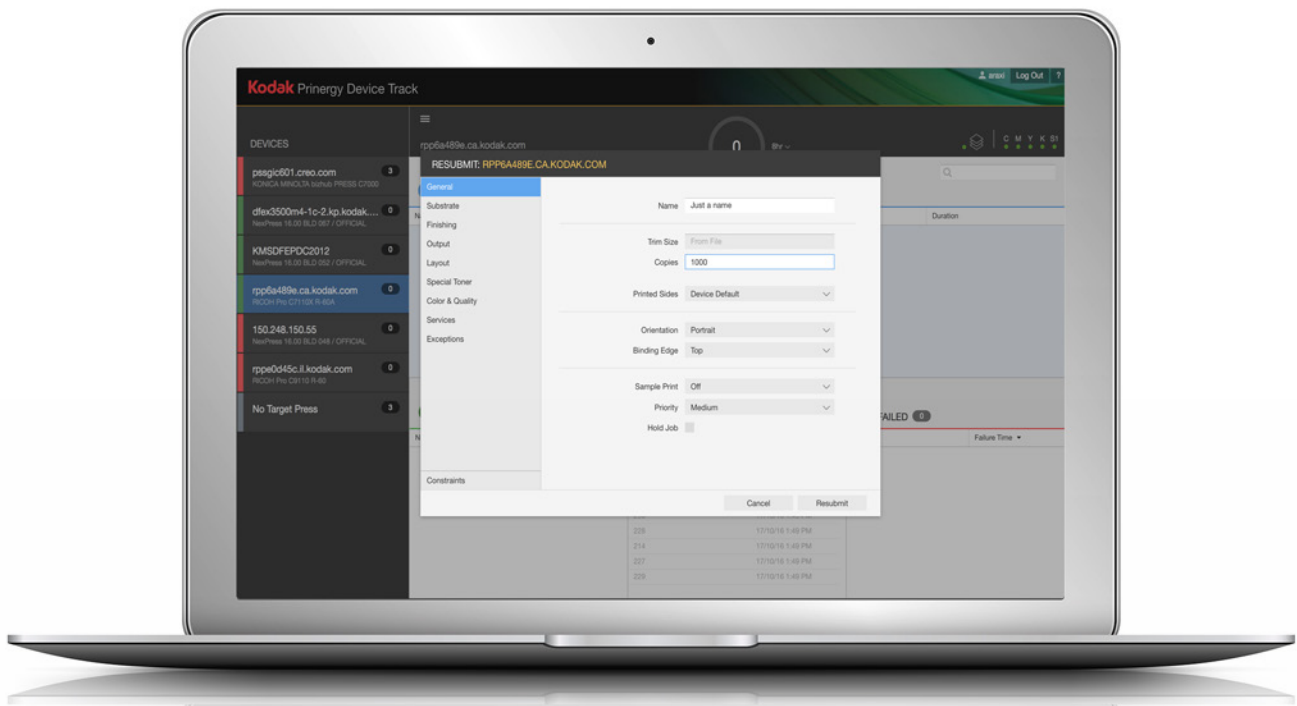 Kodak Prinergy Device Track
arsxi Log Out ?
DEVICES
rpp6a489e.ca.kodak.com
0
8hr
C M Y K S1
pssgic601.creo.com 3
KONICA MINOLTA bizhub PRESS C7000
dfex3500m4-1c-2.kp.kodak.... 0
NexPress 16.00 BLD 067 / OFFICIAL
KMSDFEPDC2012 0
NexPress 16.00 BLD 052 / OFFICIAL
rpp6a489e.ca.kodak.com 0
RICOH Pro C7110X R-60A
150.248.150.55 0
NexPress 16.00 BLD 048 / OFFICIAL
rppe0d45c.il.kodak.com 0
RICOH Pro C9110 R-60
No Target Press 3
RESUBMIT: RPP6A489E.CA.KODAK.COM
General
Substrate
Finishing
Output
Layout
Special Toner
Color & Quality
Services
Exceptions
Constraints
Name Just a name
Trim Size From File
Copies 1000
Printed Sides Device Default
Orientation Portrait
Binding Edge Top
Sample Print Off
Priority Medium
Hold Job
Cancel Resubmit
Duration
AILED 0
Failure Time
228 17/10/16 1:49 PM
214 17/10/16 1:49 PM
227 17/10/16 1:49 PM
229 17/10/16 1:49 PM